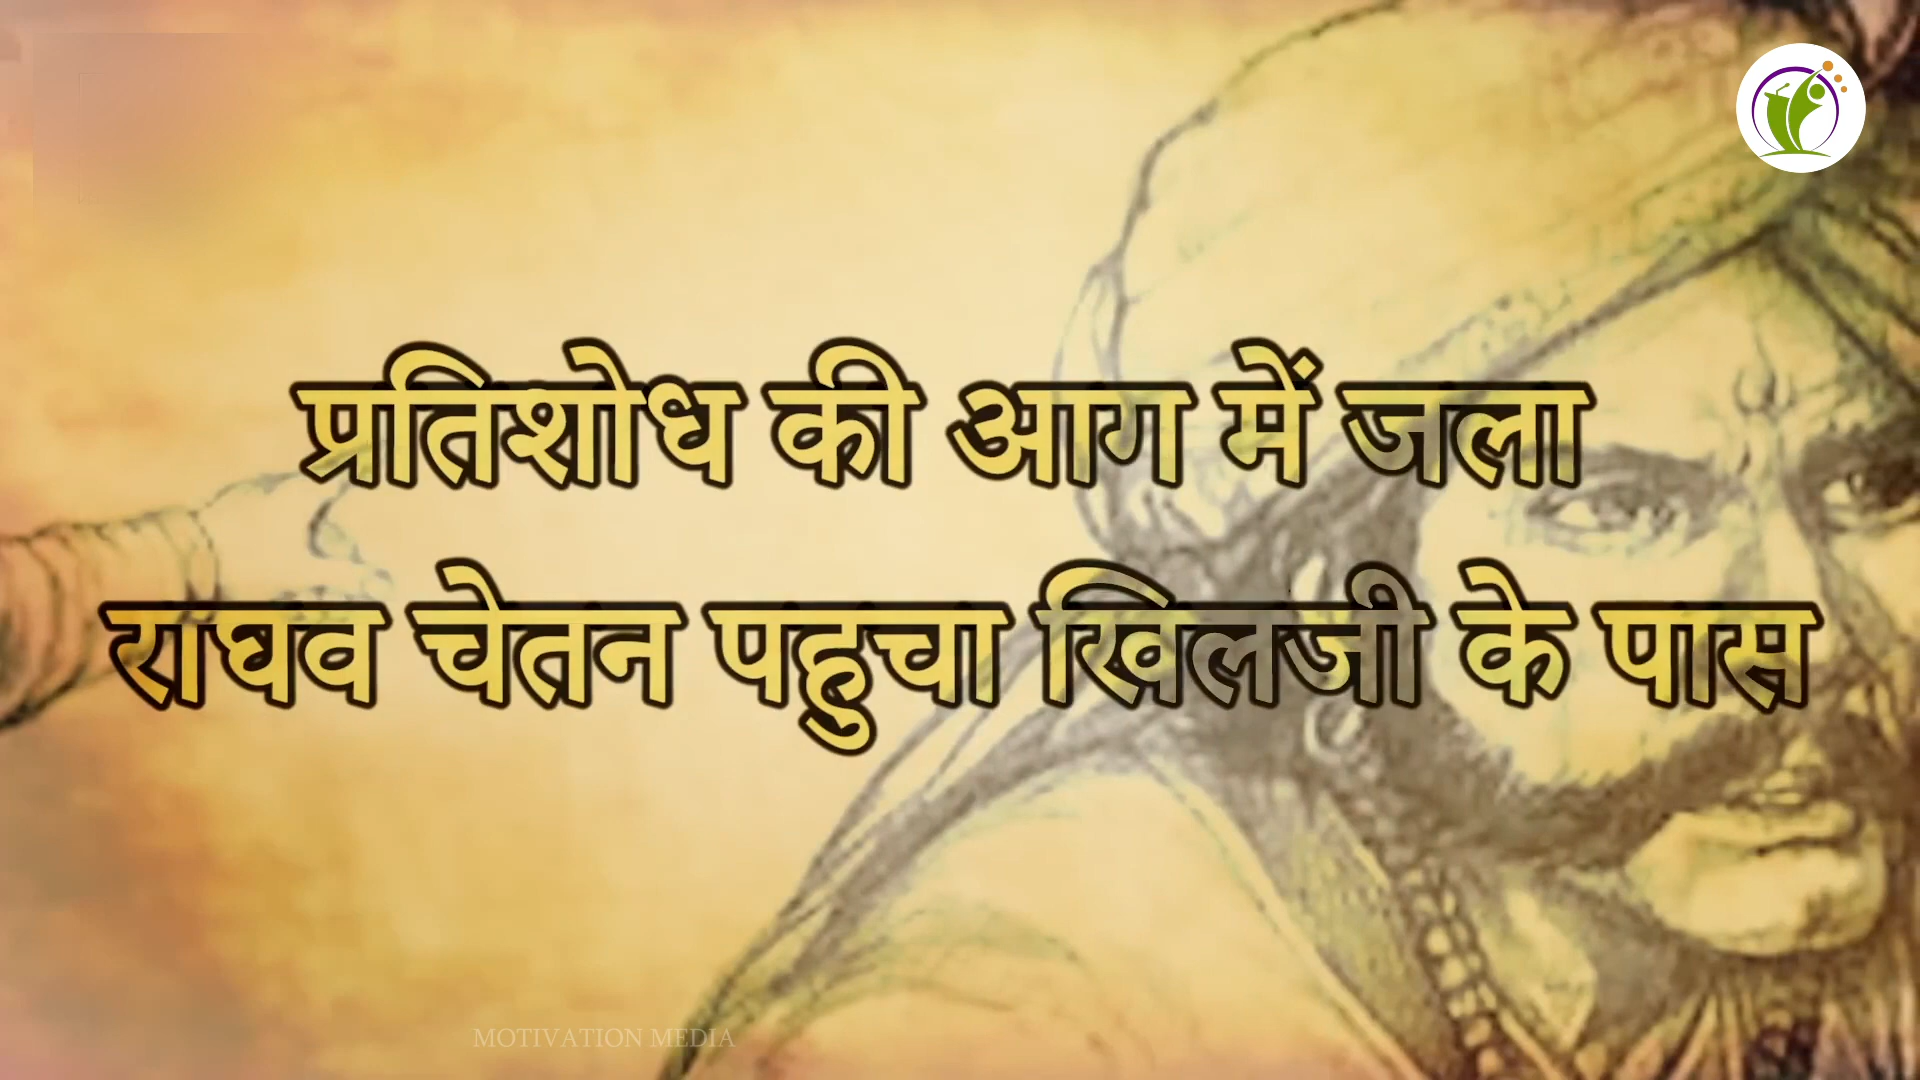 प्रतिशोध की आग में जला
राघव चेतन पहुचा खिलजी के पास
MOTIVATION MEDIA